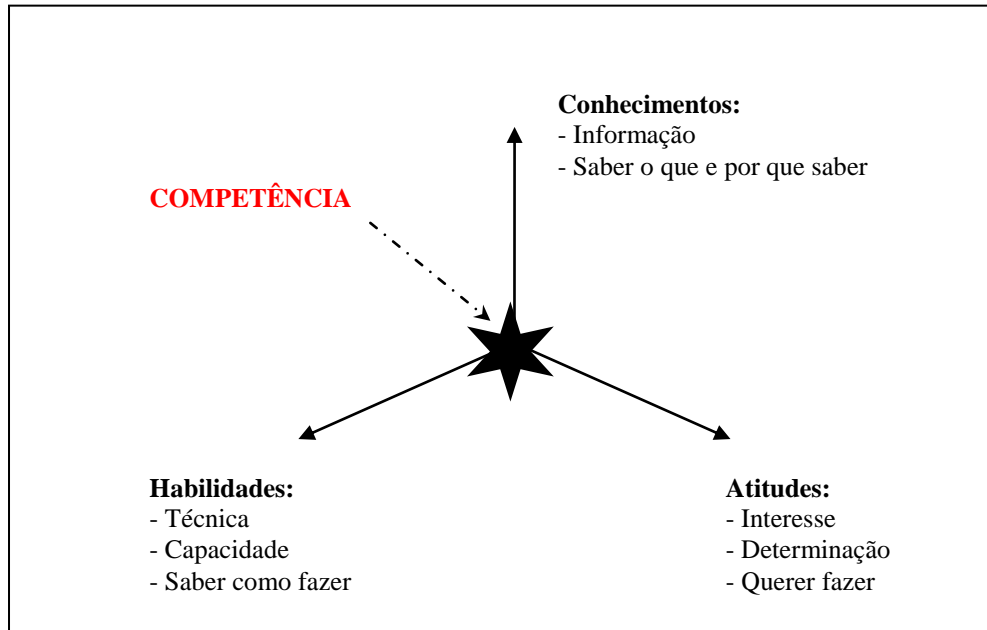 Conhecimentos:
- Informação
- Saber o que e por que saber
COMPETÊNCIA
Habilidades:
- Técnica
- Capacidade
- Saber como fazer
Atitudes:
- Interesse
- Determinação
- Querer fazer